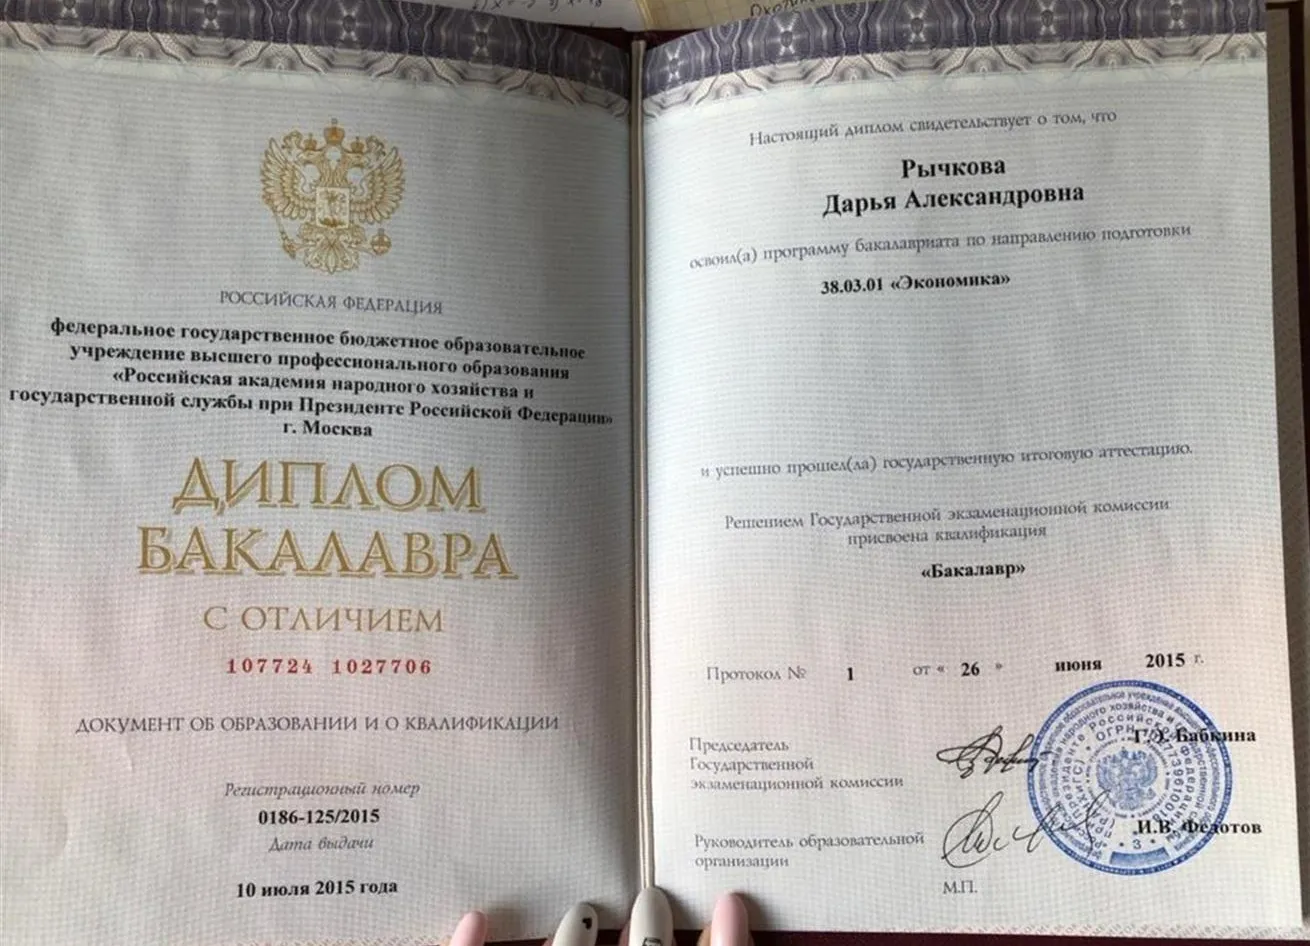 РОССИЙСКАЯ ФЕДЕРАЦИЯ
федеральное государственное бюджетное образовательное
учреждение высшего профессионального образования
«Российская академия народного хозяйства и
государственной службы при Президенте Российской Федерации»
г. Москва
ДИПЛОМ
БАКАЛАВРА
С ОТЛИЧИЕМ
107724 1027706
ДОКУМЕНТ ОБ ОБРАЗОВАНИИ И О КВАЛИФИКАЦИИ
Регистрационный номер
0186-125/2015
Дата выдачи
10 июля 2015 года
Настоящий диплом свидетельствует о том, что
Рычкова
Дарья Александровна
освоил(а) программу бакалавриата по направлению подготовки
38.03.01 «Экономика»
и успешно прошел(ла) государственную итоговую аттестацию.
Решением Государственной экзаменационной комиссии
присвоена квалификация
«Бакалавр»
Протокол № 1 от « 26 » июня 2015 г.
Председатель
Государственной
экзаменационной комиссии
Бабкина
Руководитель образовательной
организации
И.В. Федотов
М.П.